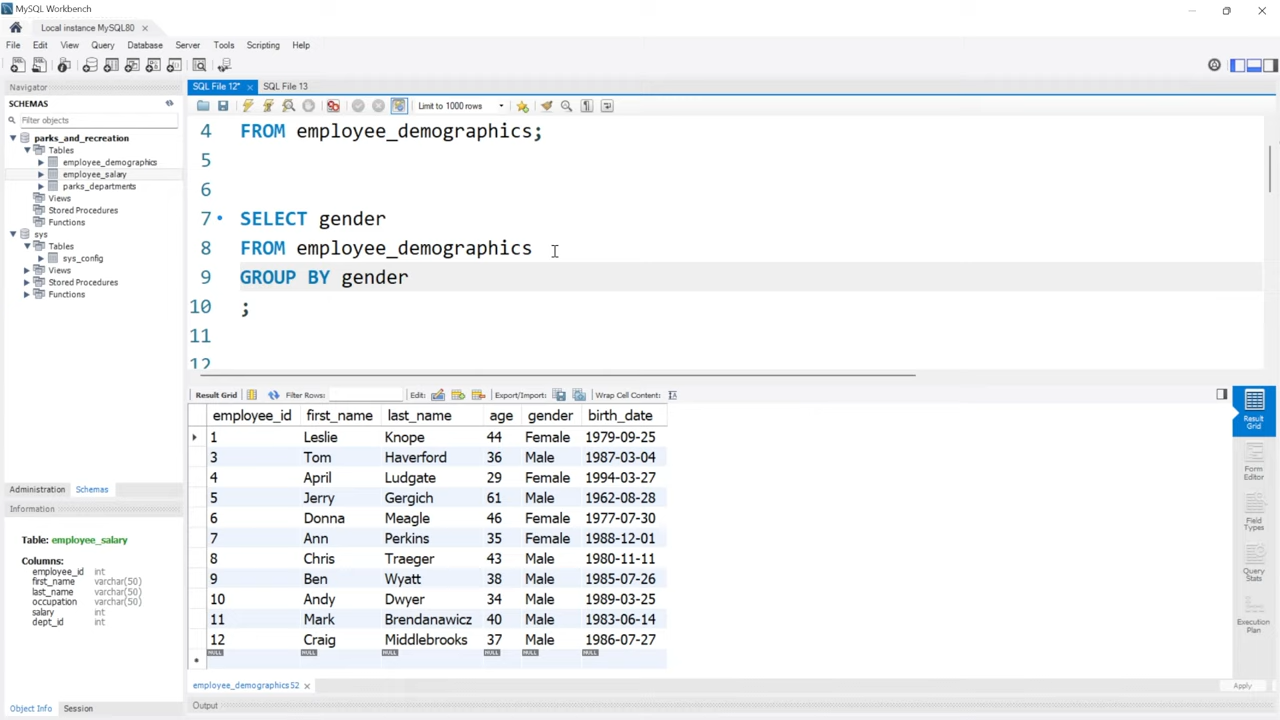 MySQL Workbench
Local instance MySQL80
File Edit View Query Database Server Tools Scripting Help
Navigator
SCHEMAS
Filter objects
parks_and_recreation
Tables
employee_demographics
employee_salary
parks_departments
Views
Stored Procedures
Functions
sys
Tables
sys_config
Views
Stored Procedures
Functions
Administration Schemas
Information
Table: employee_salary
Columns:
employee_id int
first_name varchar(50)
last_name varchar(50)
occupation varchar(50)
salary int
dept_id int
Object Info Session
SQL File 12* SQL File 13
Limit to 1000 rows
4 FROM employee_demographics;
5
6
7 SELECT gender
8 FROM employee_demographics
9 GROUP BY gender
10 ;
11
12
Result Grid Filter Rows: Edit: Export/Import: Wrap Cell Content:
employee_id first_name last_name age gender birth_date
1 Leslie Knope 44 Female 1979-09-25
3 Tom Haverford 36 Male 1987-03-04
4 April Ludgate 29 Female 1994-03-27
5 Jerry Gergich 61 Male 1962-08-28
6 Donna Meagle 46 Female 1977-07-30
7 Ann Perkins 35 Female 1988-12-01
8 Chris Traeger 43 Male 1980-11-11
9 Ben Wyatt 38 Male 1985-07-26
10 Andy Dwyer 34 Male 1989-03-25
11 Mark Brendanawicz 40 Male 1983-06-14
12 Craig Middlebrooks 37 Male 1986-07-27
NULL NULL NULL NULL NULL NULL
employee_demographics 52
Output
Result
Grid
Form
Editor
Field
Types
Query
Stats
Execution
Plan
Apply